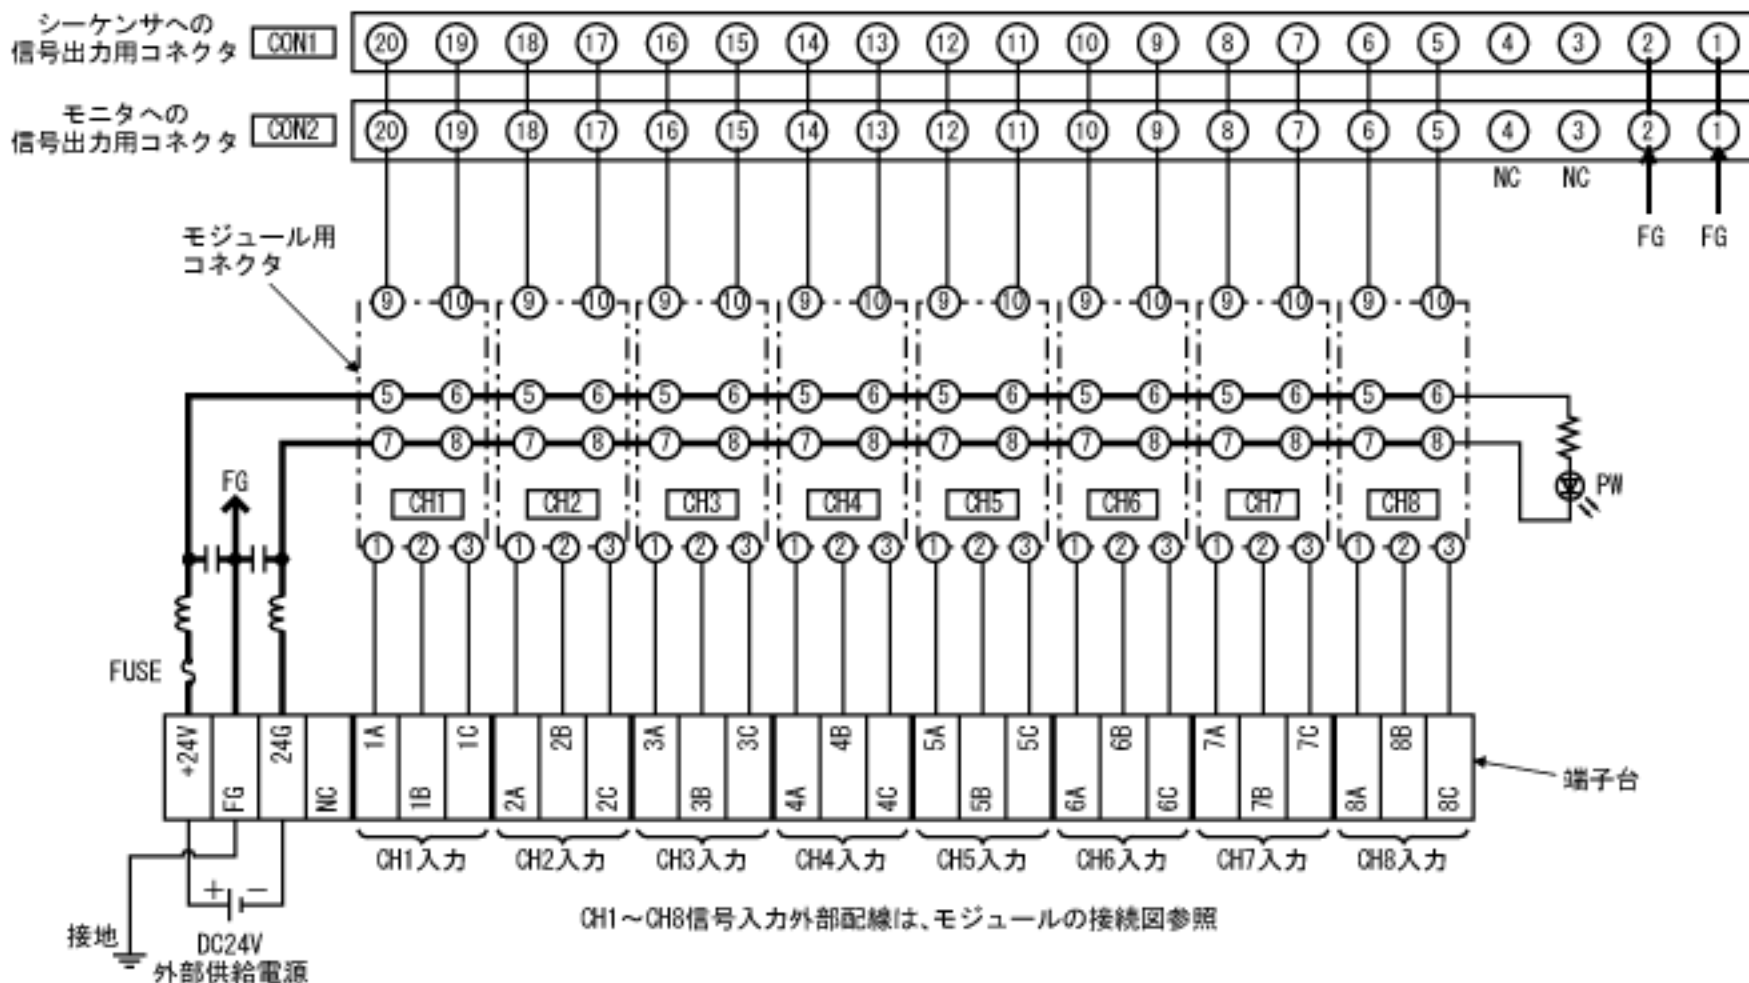 シーケンサへの
信号出力用コネクタ CON1 ⑳ ⑲ ⑱ ⑰ ⑯ ⑮ ⑭ ⑬ ⑫ ⑪ ⑩ ⑨ ⑧ ⑦ ⑥ ⑤ ④ ③ ② ①
モニタへの
信号出力用コネクタ CON2 ⑳ ⑲ ⑱ ⑰ ⑯ ⑮ ⑭ ⑬ ⑫ ⑪ ⑩ ⑨ ⑧ ⑦ ⑥ ⑤ ④ ③ ② ①
NC NC
FG FG
モジュール用
コネクタ
⑨ ⑩ ⑨ ⑩ ⑨ ⑩ ⑨ ⑩ ⑨ ⑩ ⑨ ⑩ ⑨ ⑩ ⑨ ⑩
⑤ ⑥ ⑤ ⑥ ⑤ ⑥ ⑤ ⑥ ⑤ ⑥ ⑤ ⑥ ⑤ ⑥ ⑤ ⑥
⑦ ⑧ ⑦ ⑧ ⑦ ⑧ ⑦ ⑧ ⑦ ⑧ ⑦ ⑧ ⑦ ⑧ ⑦ ⑧
FG CH1 CH2 CH3 CH4 CH5 CH6 CH7 CH8 PW
① ② ③ ① ② ③ ① ② ③ ① ② ③ ① ② ③ ① ② ③ ① ② ③ ① ② ③
FUSE
+24V FG 24G NC 1A 1B 1C 2A 2B 2C 3A 3B 3C 4A 4B 4C 5A 5B 5C 6A 6B 6C 7A 7B 7C 8A 8B 8C
端子台
CH1入力 CH2入力 CH3入力 CH4入力 CH5入力 CH6入力 CH7入力 CH8入力
+ −
CH1～CH8信号入力外部配線は、モジュールの接続図参照
接地
DC24V
外部供給電源